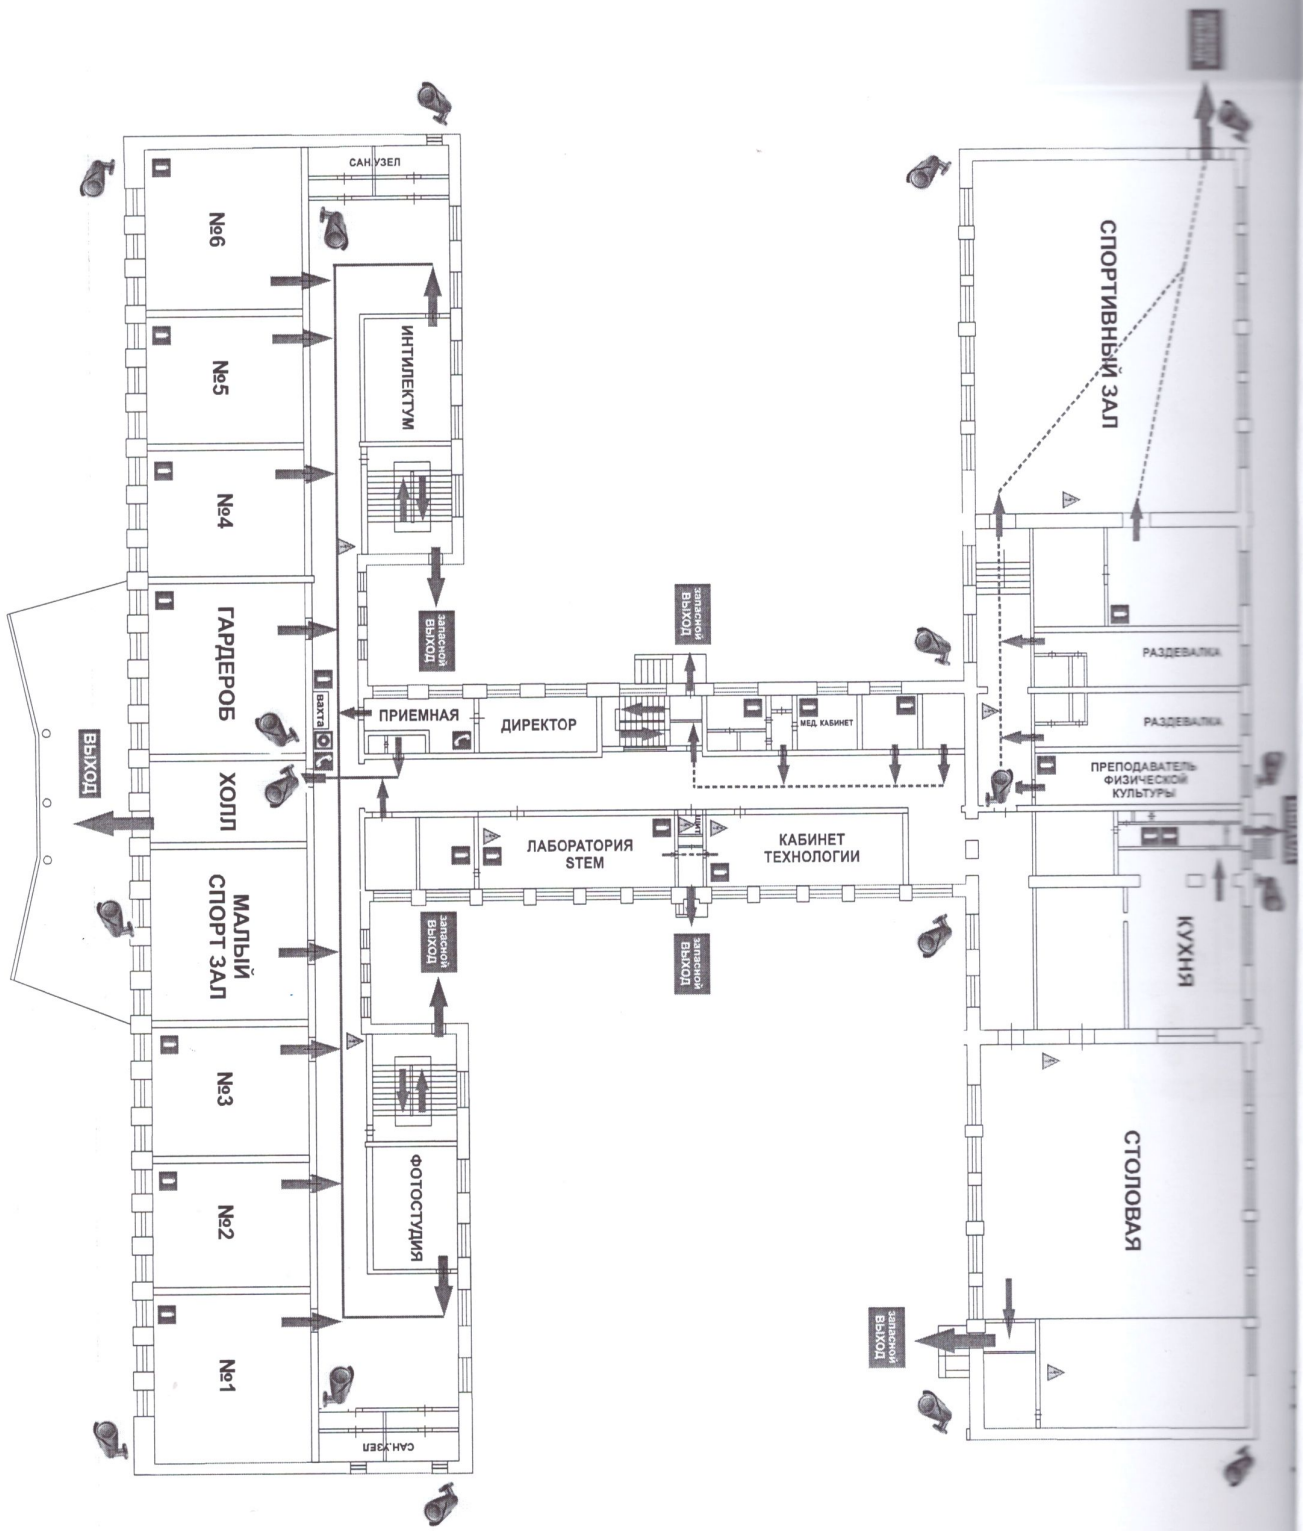 САН.УЗЕЛ
№6
№5
№4
ИНТИЛЕКТУМ
запасной
ВЫХОД
ГАРДЕРОБ
вахта
ХОЛЛ
ВЫХОД
МАЛЫЙ
СПОРТ ЗАЛ
№3
№2
№1
ФОТОСТУДИЯ
САН.УЗЕЛ
запасной
ВЫХОД
ПРИЕМНАЯ
ДИРЕКТОР
запасной
ВЫХОД
МЕД. КАБИНЕТ
ЛАБОРАТОРИЯ
STEM
КАБИНЕТ
ТЕХНОЛОГИИ
запасной
ВЫХОД
СПОРТИВНЫЙ ЗАЛ
РАЗДЕВАЛКА
РАЗДЕВАЛКА
ПРЕПОДАВАТЕЛЬ
ФИЗИЧЕСКОЙ
КУЛЬТУРЫ
КУХНЯ
СТОЛОВАЯ
запасной
ВЫХОД